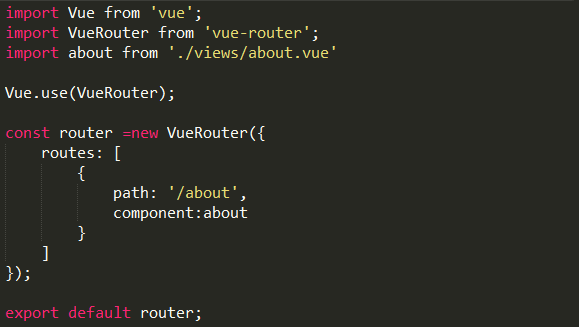 import Vue from 'vue';
import VueRouter from 'vue-router';
import about from './views/about.vue'

Vue.use(VueRouter);

const router =new VueRouter({
    routes: [
        {
            path: '/about',
            component:about
        }
    ]
});

export default router;